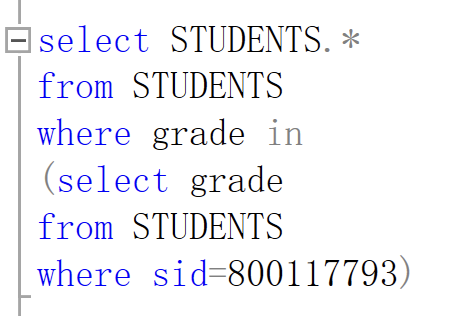 select STUDENTS.*
from STUDENTS
where grade in
(select grade
from STUDENTS
where sid=800117793)